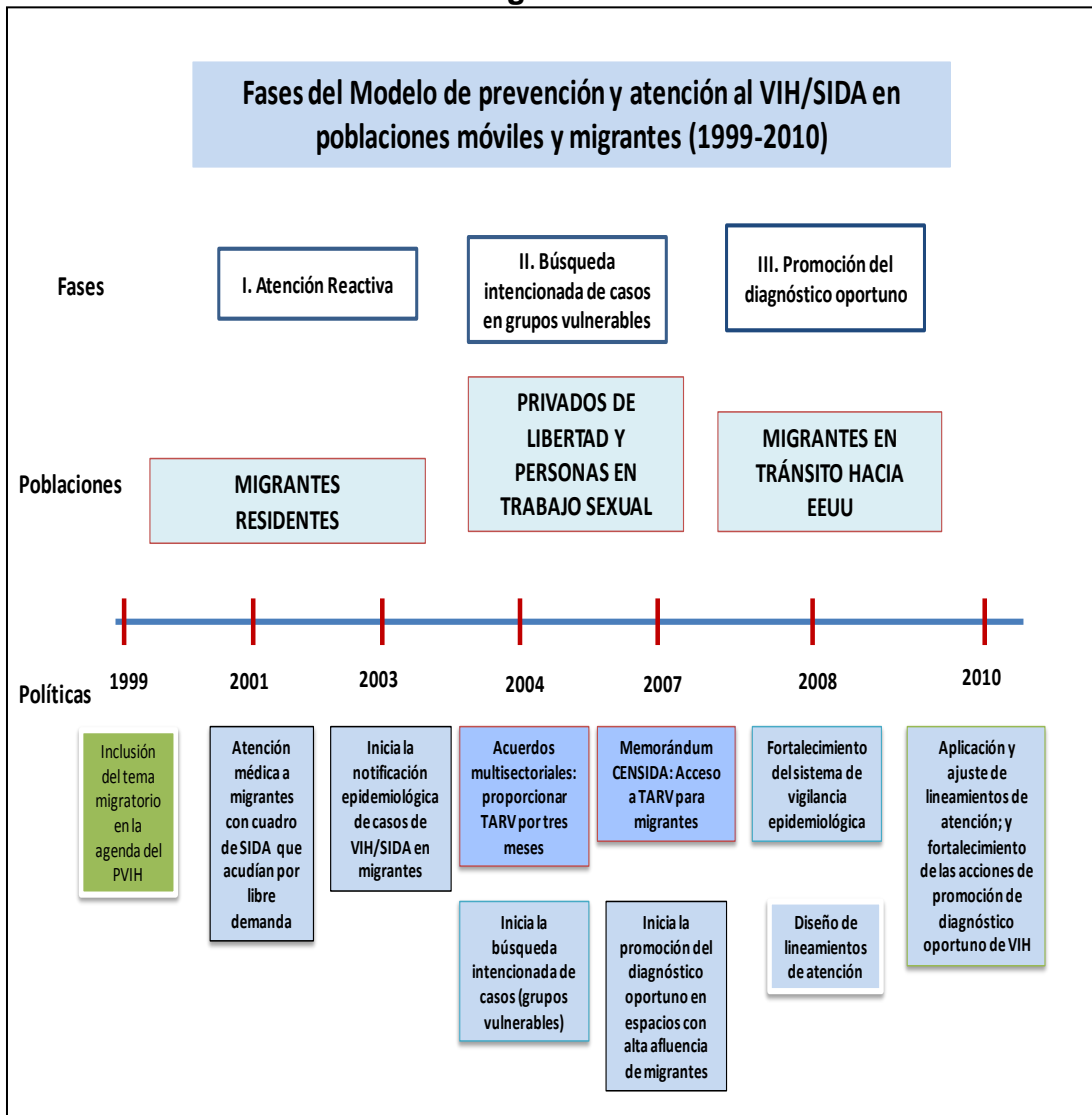 Fases del Modelo de prevención y atención al VIH/SIDA en
poblaciones móviles y migrantes (1999-2010)
Fases
I. Atención Reactiva
II. Búsqueda
intencionada de casos
en grupos vulnerables
III. Promoción del
diagnóstico oportuno
Poblaciones
MIGRANTES
RESIDENTES
PRIVADOS DE
LIBERTAD Y
PERSONAS EN
TRABAJO SEXUAL
MIGRANTES EN
TRÁNSITO HACIA
EEUU
Políticas
1999
2001
2003
2004
2007
2008
2010
Inclusión
del tema
migratorio
en la
agenda del
PVIH
Atención
médica a
migrantes
con cuadro
de SIDA que
acudían por
libre
demanda
Inicia la
notificación
epidemiológica
de casos de
VIH/SIDA en
migrantes
Acuerdos
multisectoriales:
proporcionar
TARV por tres
meses
Memorándum
CENSIDA: Acceso
a TARV para
migrantes
Fortalecimiento
del sistema de
vigilancia
epidemiológica
Aplicación y
ajuste de
lineamientos de
atención; y
fortalecimiento
de las acciones de
promoción de
diagnóstico
oportuno de VIH
Inicia la
búsqueda
intencionada de
casos (grupos
vulnerables)
Inicia la
promoción del
diagnóstico
oportuno en
espacios con
alta afluencia
de migrantes
Diseño de
lineamientos
de atención